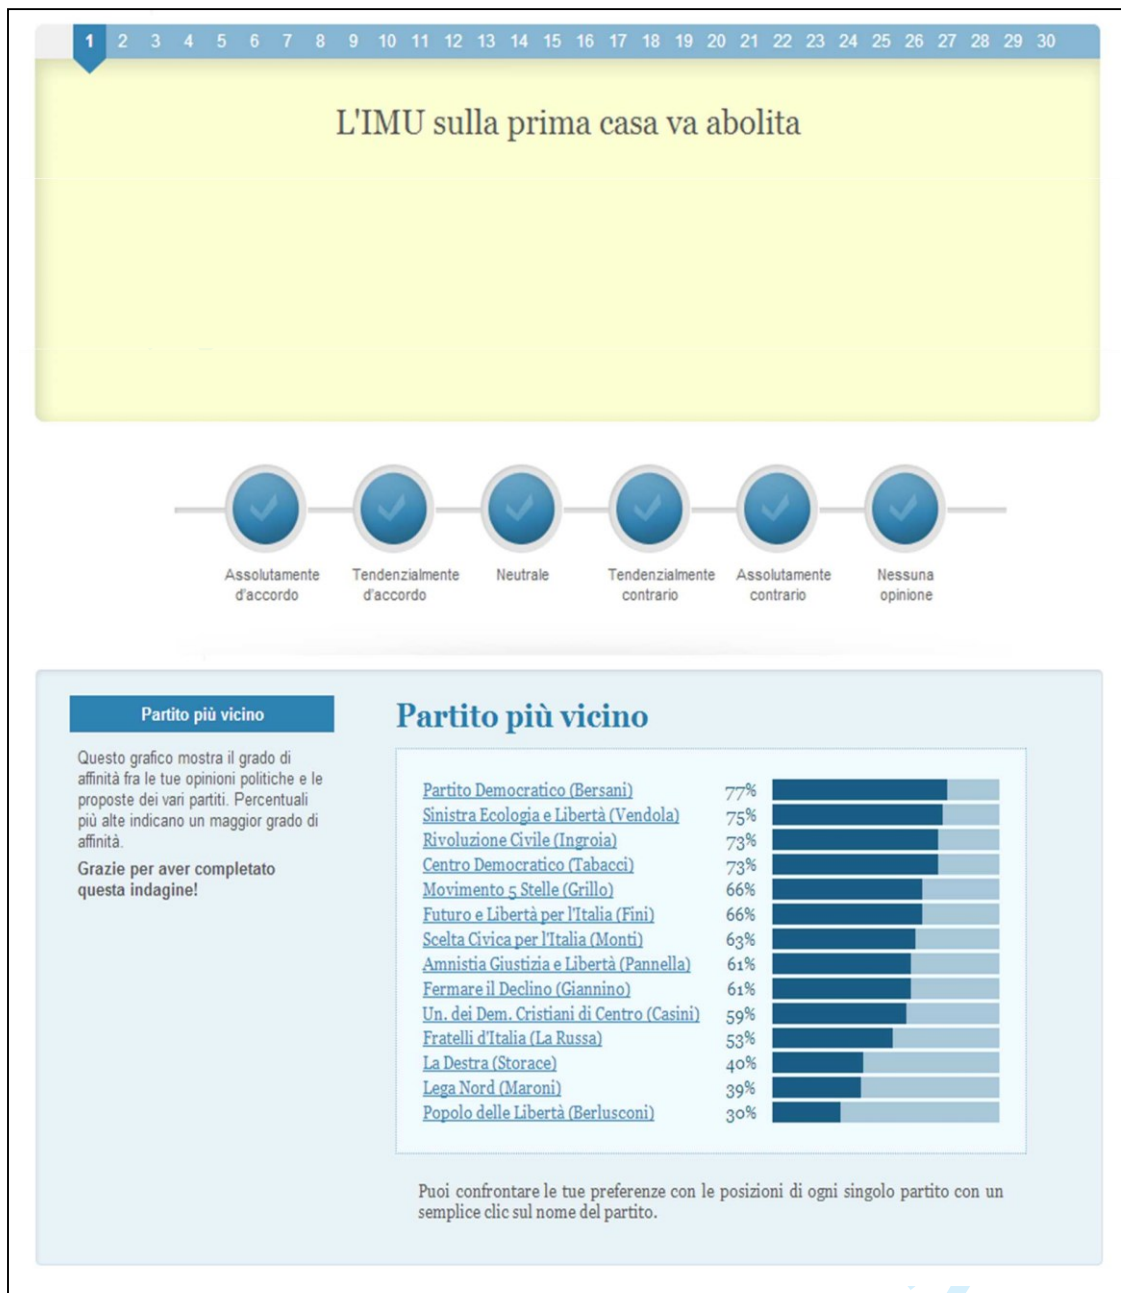 1 2 3 4 5 6 7 8 9 10 11 12 13 14 15 16 17 18 19 20 21 22 23 24 25 26 27 28 29 30
L'IMU sulla prima casa va abolita
Assolutamente d'accordo
Tendenzialmente d'accordo
Neutrale
Tendenzialmente contrario
Assolutamente contrario
Nessuna opinione
Partito più vicino
Questo grafico mostra il grado di
affinità fra le tue opinioni politiche e le
proposte dei vari partiti. Percentuali
più alte indicano un maggior grado di
affinità.
Grazie per aver completato
questa indagine!
Partito più vicino
Partito Democratico (Bersani) 77%
Sinistra Ecologia e Libertà (Vendola) 75%
Rivoluzione Civile (Ingroia) 73%
Centro Democratico (Tabacci) 73%
Movimento 5 Stelle (Grillo) 66%
Futuro e Libertà per l'Italia (Fini) 66%
Scelta Civica per l'Italia (Monti) 63%
Amnistia Giustizia e Libertà (Pannella) 61%
Fermare il Declino (Giannino) 61%
Un. dei Dem. Cristiani di Centro (Casini) 59%
Fratelli d'Italia (La Russa) 53%
La Destra (Storace) 40%
Lega Nord (Maroni) 39%
Popolo delle Libertà (Berlusconi) 30%
Puoi confrontare le tue preferenze con le posizioni di ogni singolo partito con un
semplice clic sul nome del partito.